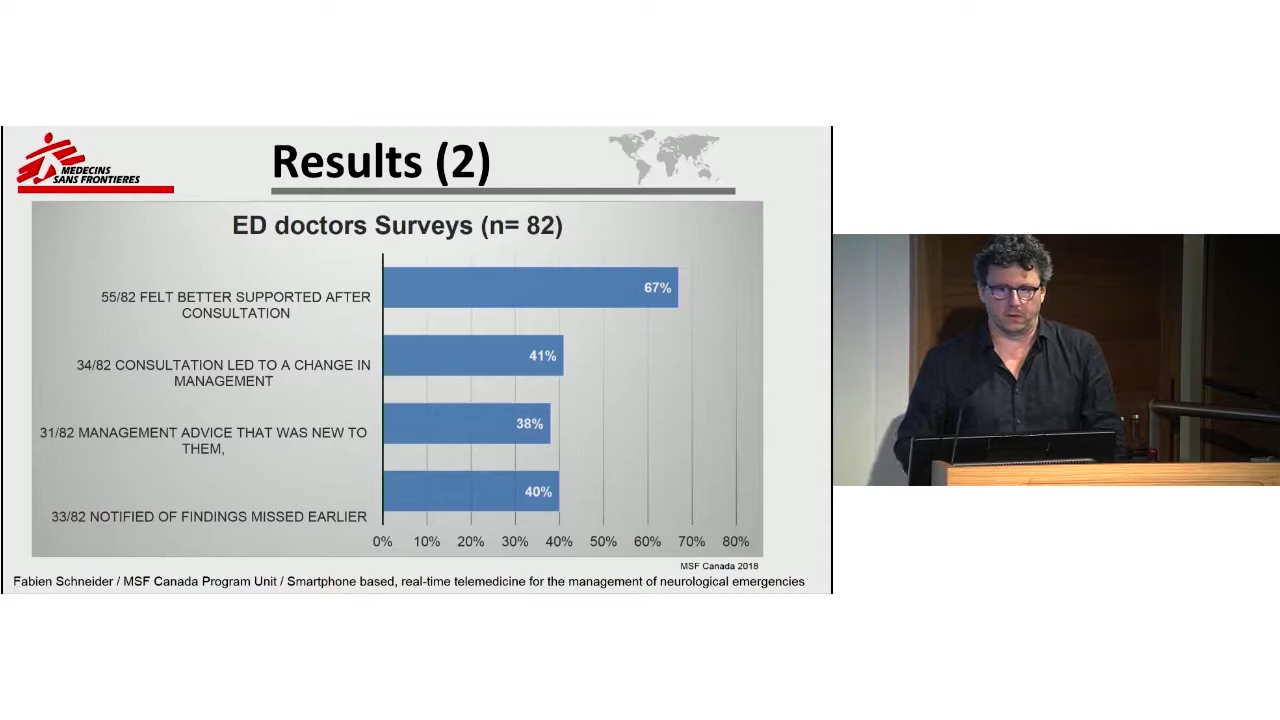 MEDECINS
SANS FRONTIERES
Results (2)
ED doctors Surveys (n= 82)
55/82 FELT BETTER SUPPORTED AFTER
CONSULTATION
67%
34/82 CONSULTATION LED TO A CHANGE IN
MANAGEMENT
41%
31/82 MANAGEMENT ADVICE THAT WAS NEW TO
THEM,
38%
33/82 NOTIFIED OF FINDINGS MISSED EARLIER
40%
0% 10% 20% 30% 40% 50% 60% 70% 80%
MSF Canada 2018
Fabien Schneider / MSF Canada Program Unit / Smartphone based, real-time telemedicine for the management of neurological emergencies